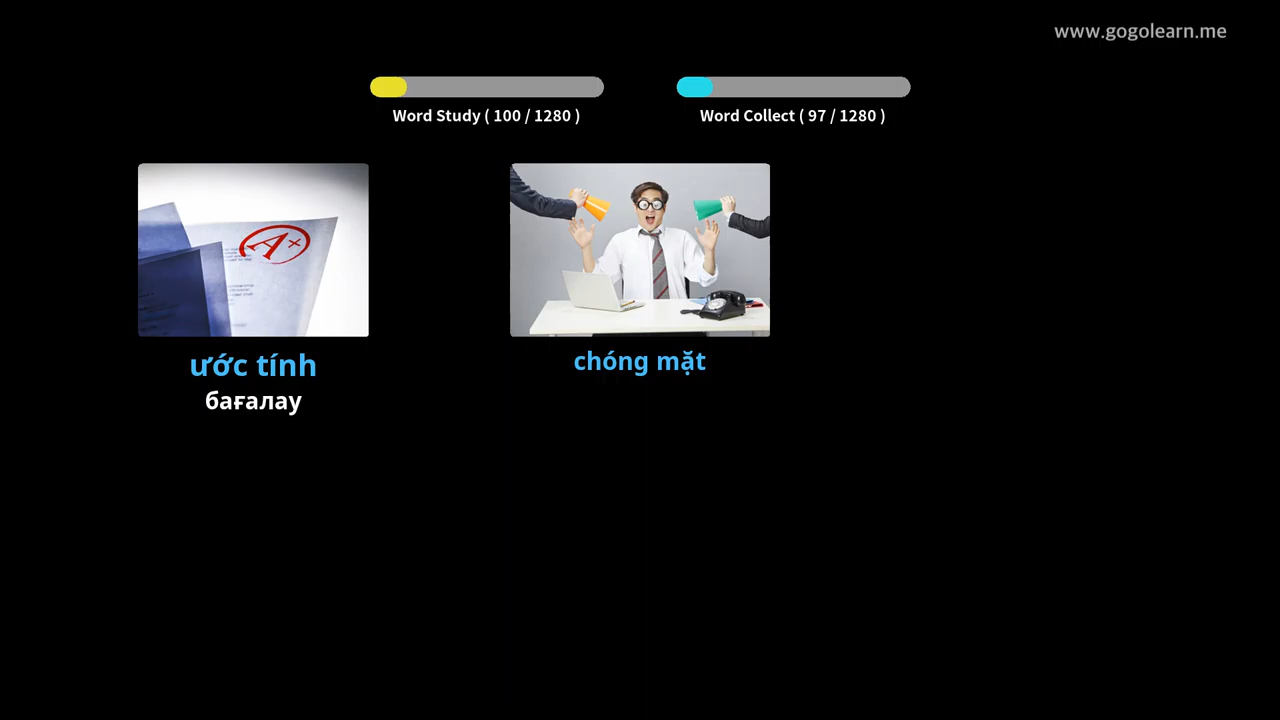 www.gogolearn.me
Word Study ( 100 / 1280 )
Word Collect ( 97 / 1280 )
A+
ước tính
бағалау
chóng mặt